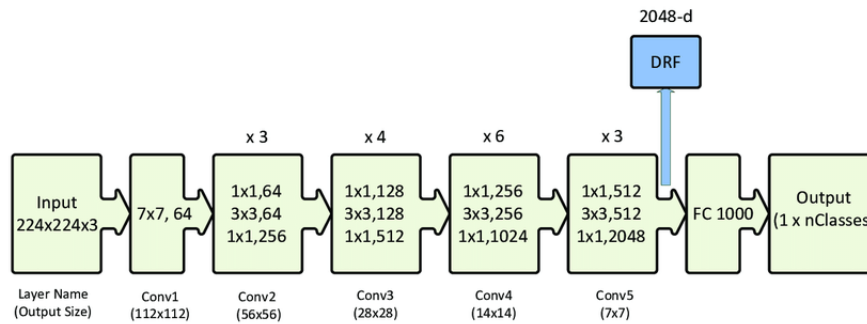 2048-d
DRF
x 3
x 4
x 6
x 3
Input
224x224x3
7x7, 64
1x1,64
3x3,64
1x1,256
1x1,128
3x3,128
1x1,512
1x1,256
3x3,256
1x1,1024
1x1,512
3x3,512
1x1,2048
FC 1000
Output
(1 x nClasses
Layer Name
(Output Size)
Conv1
(112x112)
Conv2
(56x56)
Conv3
(28x28)
Conv4
(14x14)
Conv5
(7x7)